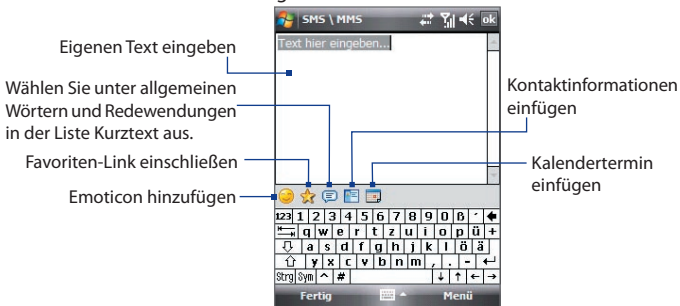 SMS \ MMS
ok
Text hier eingeben...
Eigenen Text eingeben
Wählen Sie unter allgemeinen
Wörtern und Redewendungen
in der Liste Kurztext aus.
Favoriten-Link einschließen
Emoticon hinzufügen
Kontaktinformationen
einfügen
Kalendertermin
einfügen
123 1 2 3 4 5 6 7 8 9 0 ß ´
q w e r t z u i o p ü +
a s d f g h j k l ö ä
y x c v b n m , . -
Strg Sym ^ # ↓ ↑ ← →
Fertig Menü